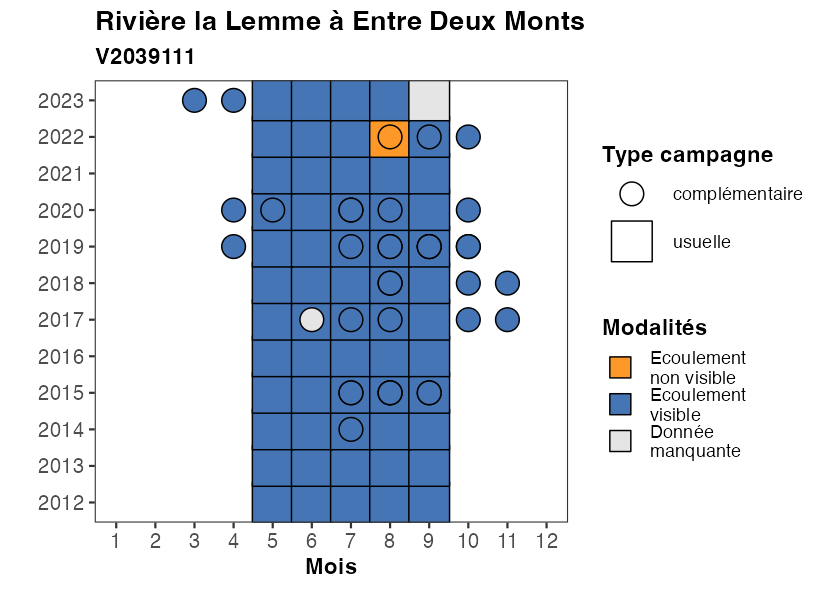 Rivière la Lemme à Entre Deux Monts
V2039111
2023
2022
2021
2020
2019
2018
2017
2016
2015
2014
2013
2012
1 2 3 4 5 6 7 8 9 10 11 12
Mois
Type campagne
complémentaire
usuelle
Modalités
Ecoulement
non visible
Ecoulement
visible
Donnée
manquante